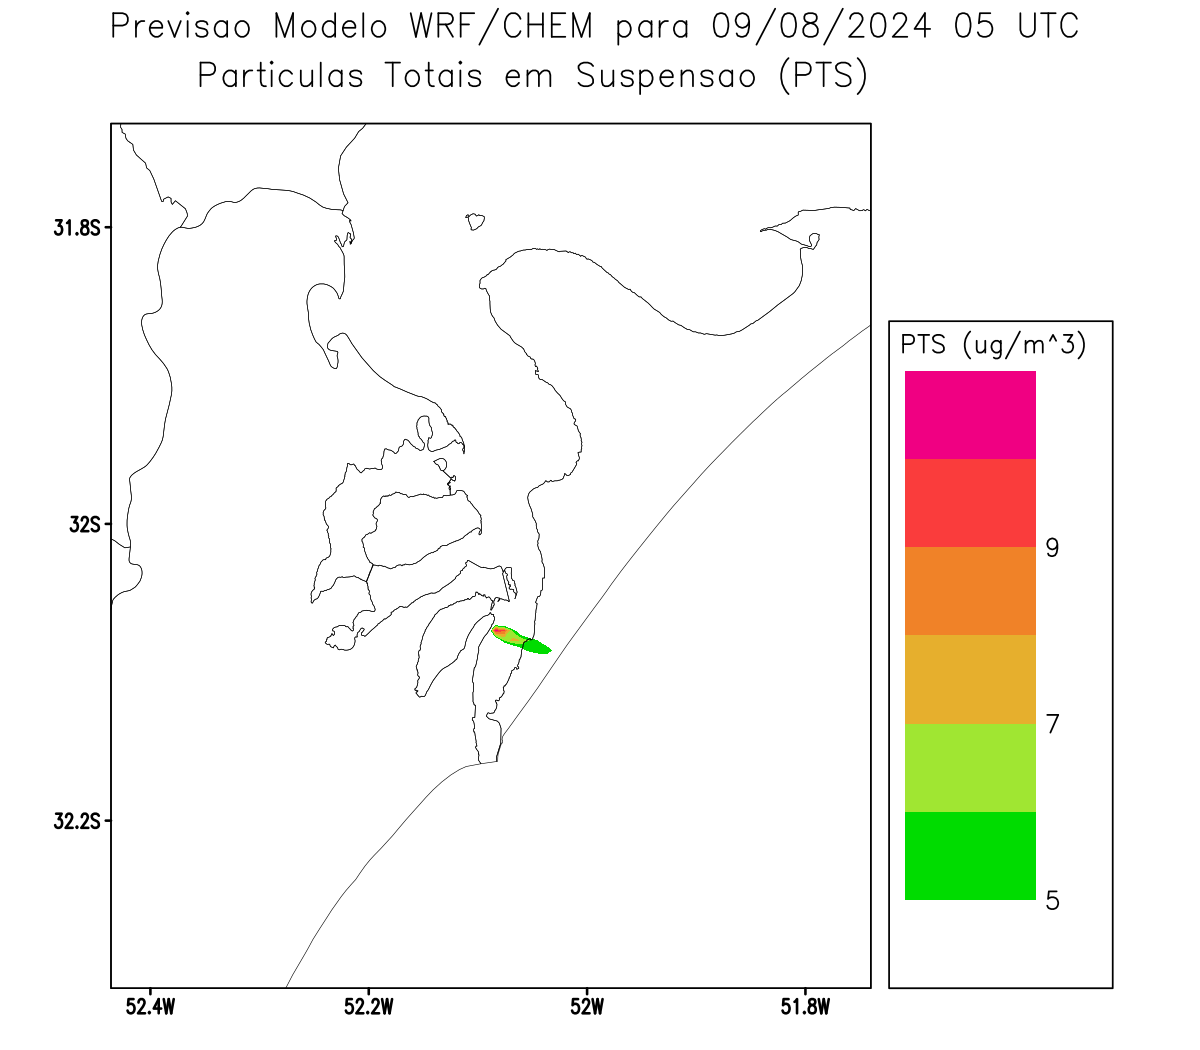 Previsao Modelo WRF/CHEM para 09/08/2024 05 UTC
Particulas Totais em Suspensao (PTS)
31.8S
32S
32.2S
52.4W
52.2W
52W
51.8W
PTS (ug/m^3)
9
7
5